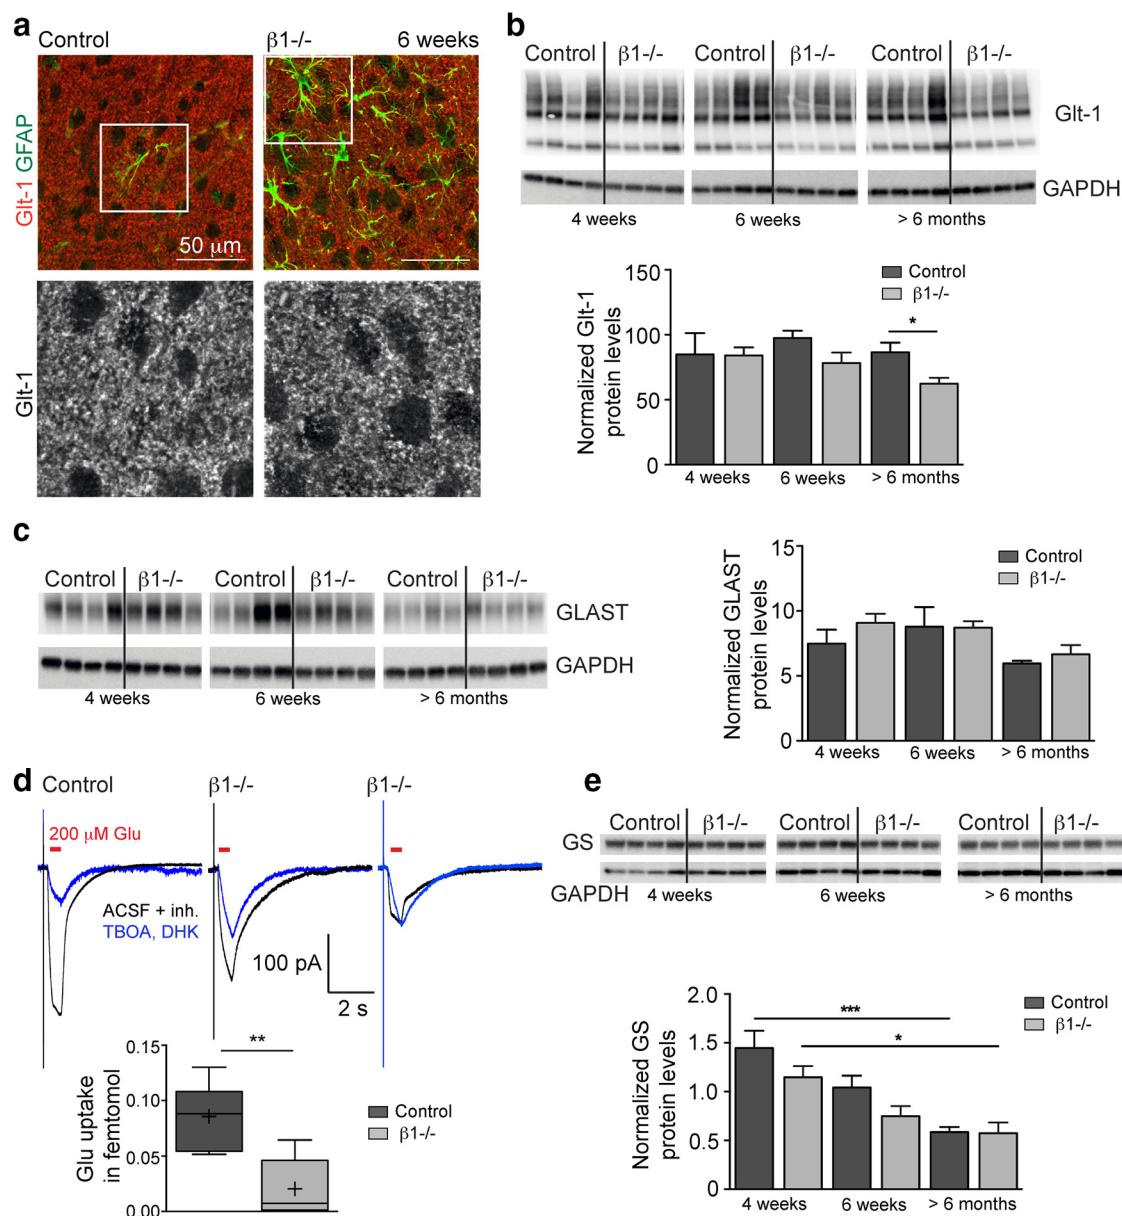 a
Control
β1-/-
6 weeks
Glt-1 GFAP
50 μm
Glt-1
b
Control β1-/- Control β1-/- Control β1-/-
Glt-1
GAPDH
4 weeks 6 weeks > 6 months
Normalized Glt-1
protein levels
150
100
50
0
Control
β1-/-
*
4 weeks 6 weeks > 6 months
c
Control β1-/- Control β1-/- Control β1-/-
GLAST
GAPDH
4 weeks 6 weeks > 6 months
Normalized GLAST
protein levels
15
10
5
0
Control
β1-/-
4 weeks 6 weeks > 6 months
d
Control β1-/- β1-/-
200 μM Glu
ACSF + inh.
TBOA, DHK
100 pA
2 s
Glu uptake
in femtomol
0.15
0.10
0.05
0.00
**
Control
β1-/-
e
Control β1-/- Control β1-/- Control β1-/-
GS
GAPDH
4 weeks 6 weeks > 6 months
Normalized GS
protein levels
2.0
1.5
1.0
0.5
0
***
*
Control
β1-/-
4 weeks 6 weeks > 6 months